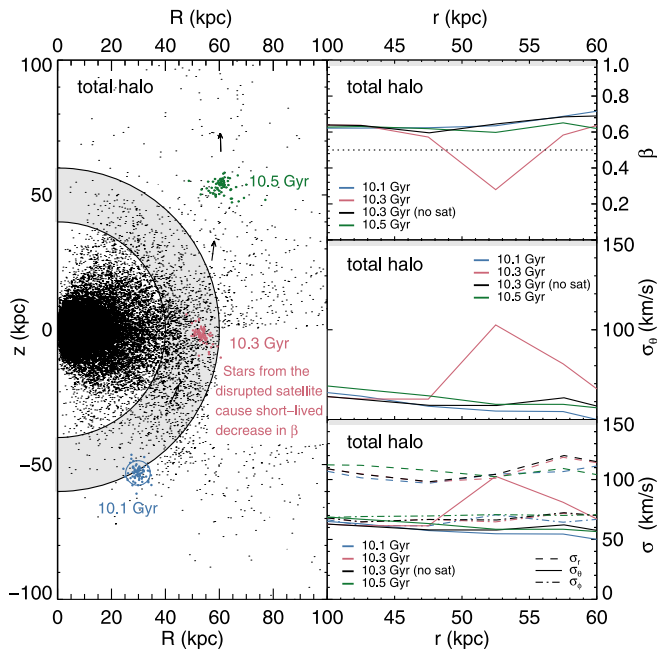 R (kpc)
0 20 40 60 80 100
total halo
10.5 Gyr
10.3 Gyr
Stars from the
disrupted satellite
cause short-lived
decrease in β
10.1 Gyr
z (kpc)
100
50
0
−50
−100
0 20 40 60 80 100
R (kpc)
r (kpc)
45 50 55 60
total halo
10.1 Gyr
10.3 Gyr
10.3 Gyr (no sat)
10.5 Gyr
1.0
0.8
0.6
0.4
0.2
β
total halo
10.1 Gyr
10.3 Gyr
10.3 Gyr (no sat)
10.5 Gyr
150
100
σθ (km/s)
total halo
10.1 Gyr
10.3 Gyr
10.3 Gyr (no sat)
10.5 Gyr
σr
σθ
σϕ
150
100
50
0
σ (km/s)
45 50 55 60
r (kpc)